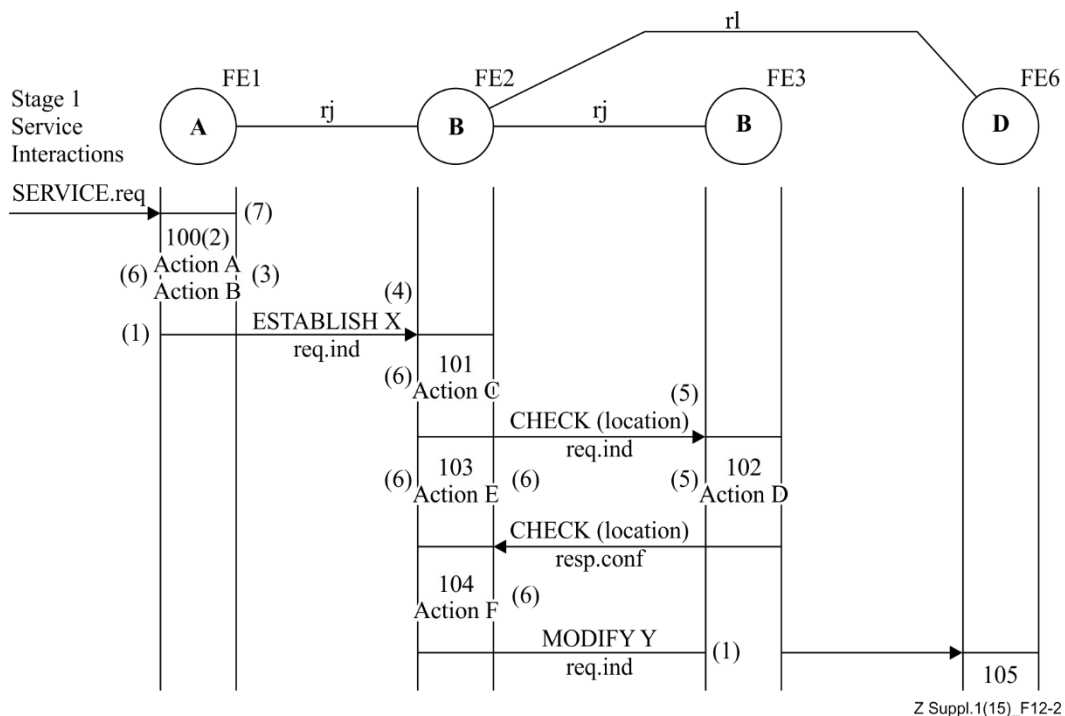 rl
FE1
FE2
FE3
FE6
Stage 1
Service
Interactions
A
rj
B
rj
B
D
SERVICE.req
(7)
100(2)
(6) Action A (3)
Action B
(4)
(1)
ESTABLISH X
req.ind
101
(6) Action C
(5)
CHECK (location)
req.ind
(6) 103 (6)
Action E
(5) 102
Action D
CHECK (location)
resp.conf
104 (6)
Action F
MODIFY Y
req.ind
(1)
105
Z Suppl.1(15)_F12-2